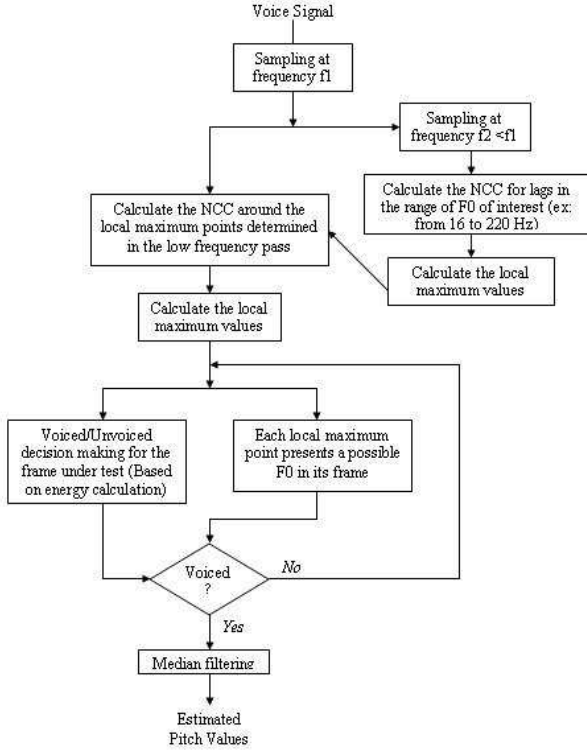 Voice Signal
Sampling at
frequency f1
Sampling at
frequency f2 <f1
Calculate the NCC for lags in
the range of F0 of interest (ex:
from 16 to 220 Hz)
Calculate the NCC around the
local maximum points determined
in the low frequency pass
Calculate the local
maximum values
Calculate the local
maximum values
Voiced/Unvoiced
decision making for the
frame under test (Based
on energy calculation)
Each local maximum
point presents a possible
F0 in its frame
Voiced
?
No
Yes
Median filtering
Estimated
Pitch Values